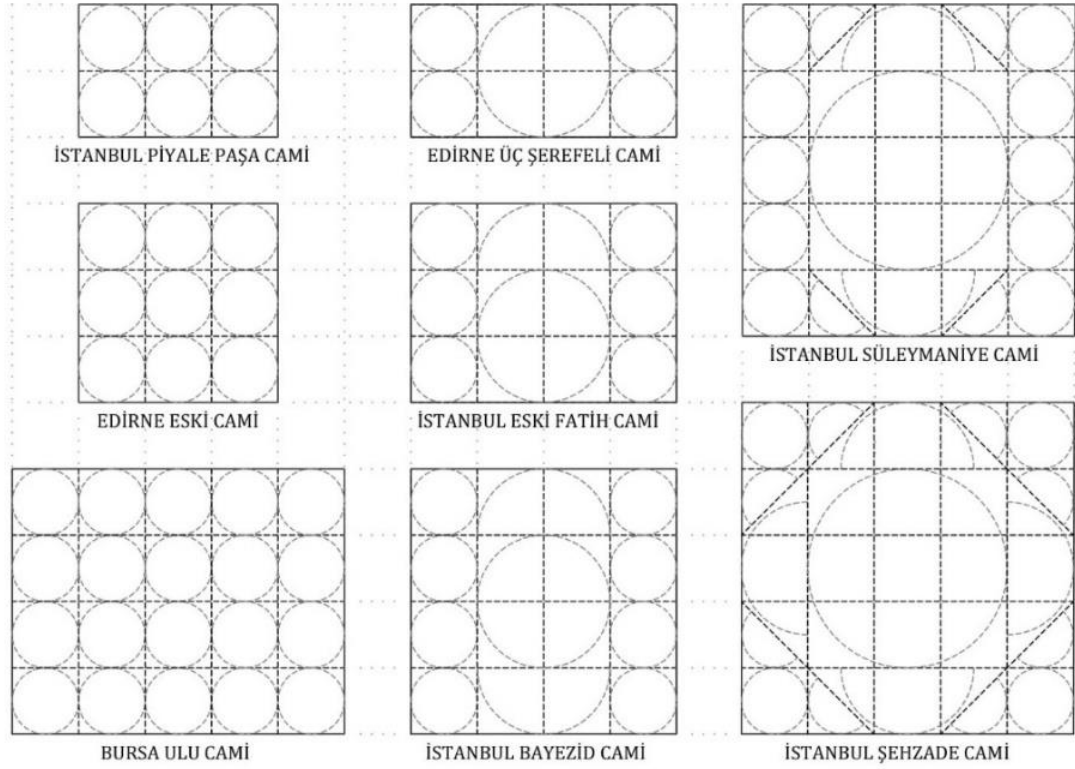 İSTANBUL PİYALE PAŞA CAMİ
EDİRNE ÜÇ ŞEREFELİ CAMİ
İSTANBUL SÜLEYMANİYE CAMİ
EDİRNE ESKİ CAMİ
İSTANBUL ESKİ FATİH CAMİ
BURSA ULU CAMİ
İSTANBUL BAYEZİD CAMİ
İSTANBUL ŞEHZADE CAMİ